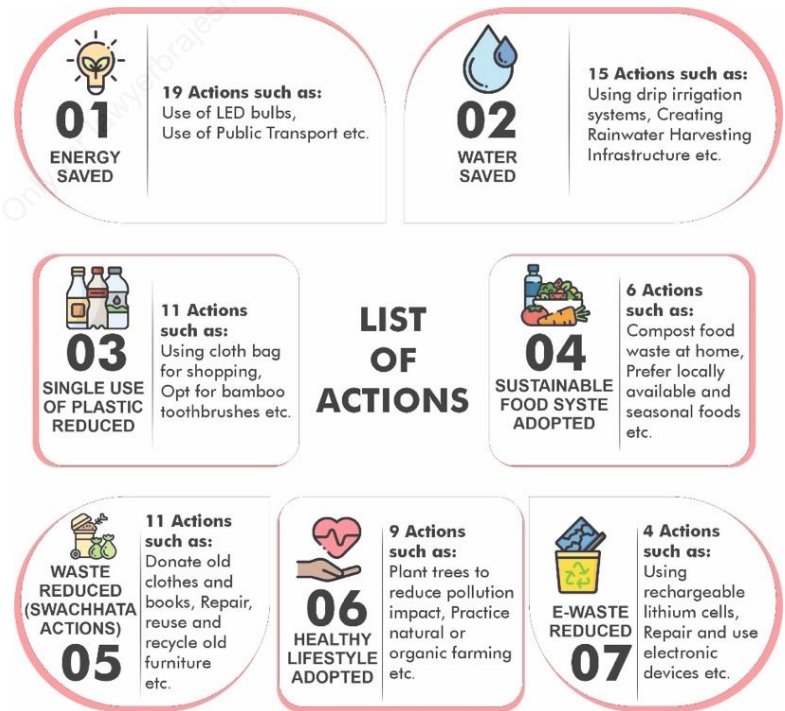 01
ENERGY
SAVED
19 Actions such as:
Use of LED bulbs,
Use of Public Transport etc.
02
WATER
SAVED
15 Actions such as:
Using drip irrigation
systems, Creating
Rainwater Harvesting
Infrastructure etc.
03
SINGLE USE
OF PLASTIC
REDUCED
11 Actions
such as:
Using cloth bag
for shopping,
Opt for bamboo
toothbrushes etc.
LIST
OF
ACTIONS
04
SUSTAINABLE
FOOD SYSTE
ADOPTED
6 Actions
such as:
Compost food
waste at home,
Prefer locally
available and
seasonal foods
etc.
WASTE
REDUCED
(SWACHHATA
ACTIONS)
05
11 Actions
such as:
Donate old
clothes and
books, Repair,
reuse and
recycle old
furniture
etc.
06
HEALTHY
LIFESTYLE
ADOPTED
9 Actions
such as:
Plant trees to
reduce pollution
impact, Practice
natural or
organic farming
etc.
E-WASTE
REDUCED
07
4 Actions
such as:
Using
rechargeable
lithium cells,
Repair and use
electronic
devices etc.